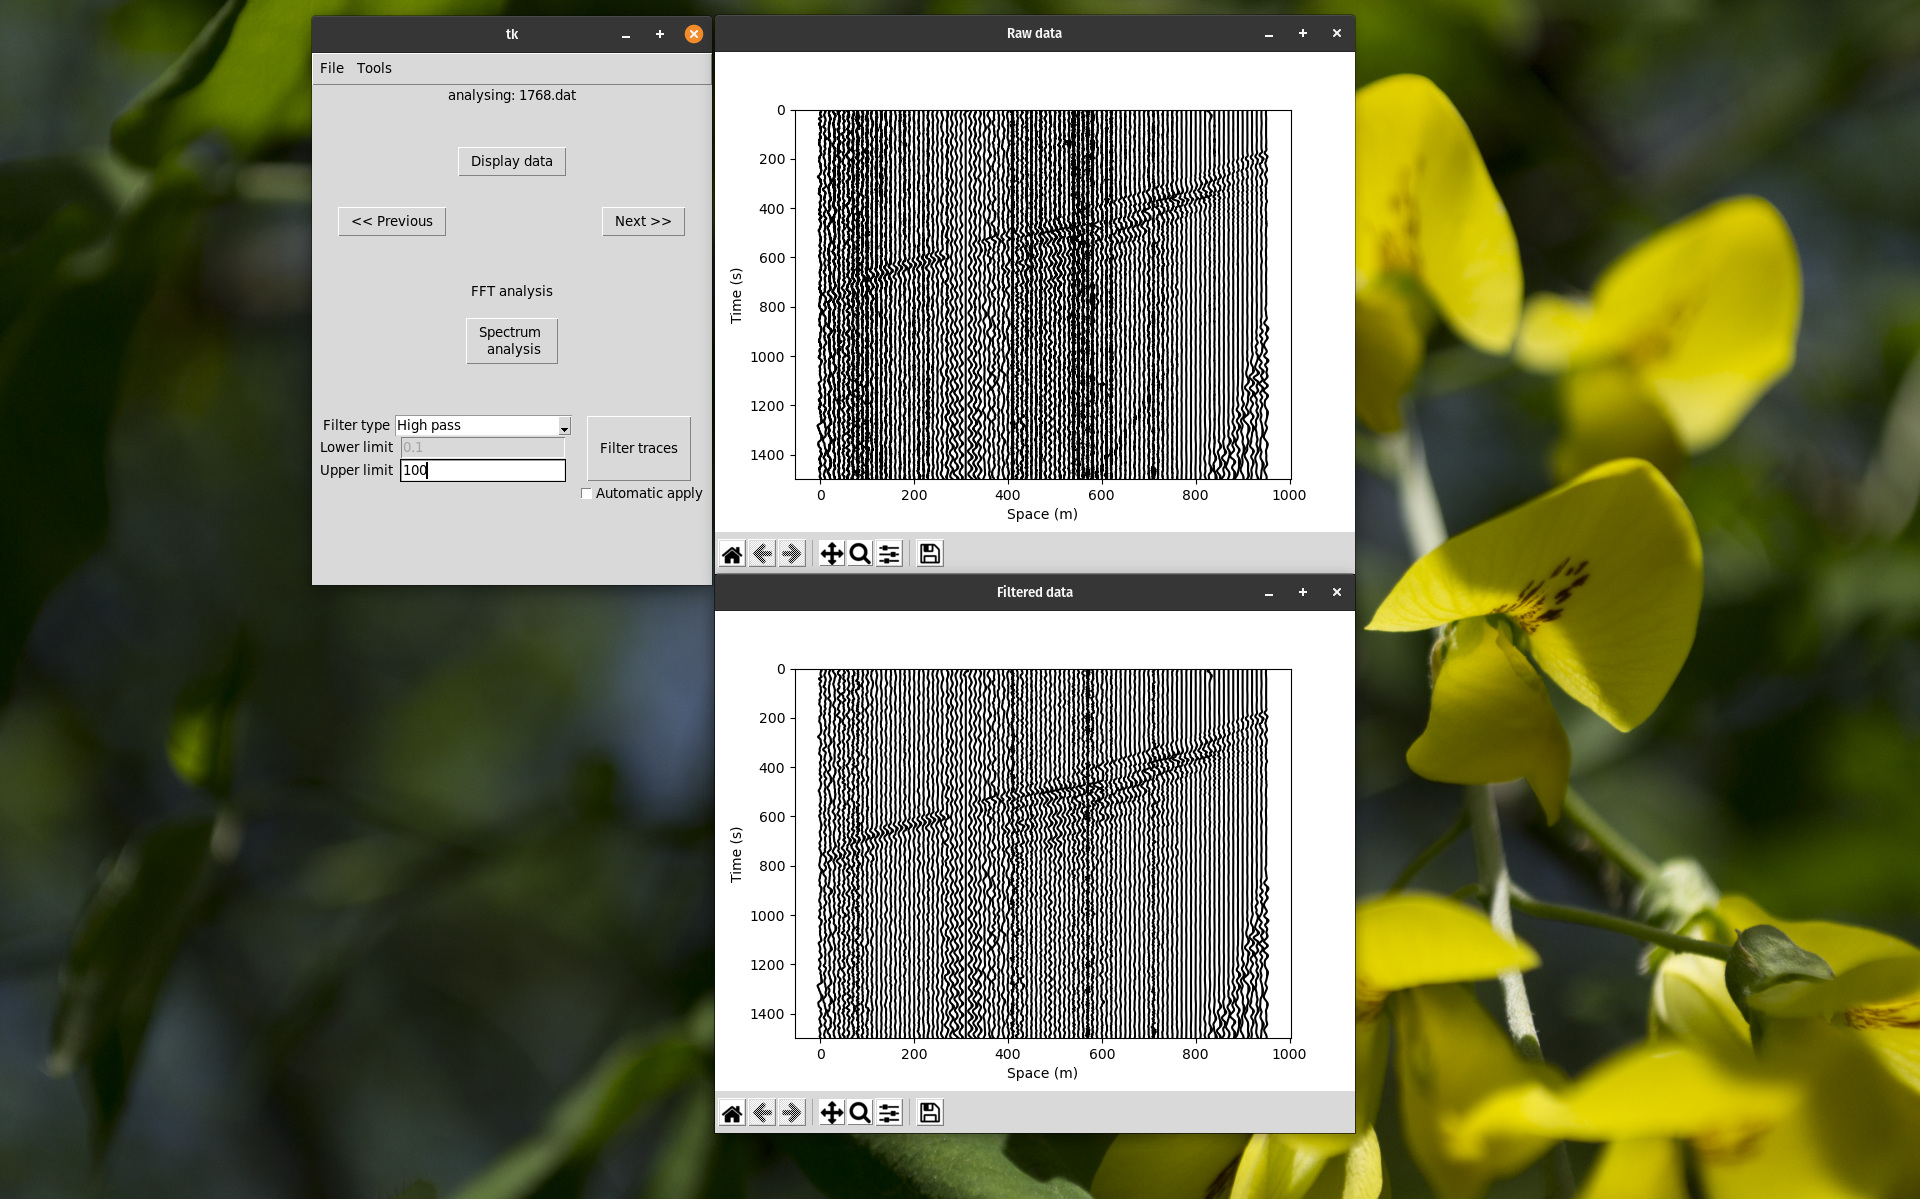 tk
File Tools
analysing: 1768.dat
Display data
<< Previous
Next >>
FFT analysis
Spectrum
analysis
Filter type High pass
Lower limit 0.1
Upper limit 100
Filter traces
Automatic apply
Raw data
0
200
400
600
800
1000
1200
1400
Time (s)
0 200 400 600 800 1000
Space (m)
Filtered data
0
200
400
600
800
1000
1200
1400
Time (s)
0 200 400 600 800 1000
Space (m)